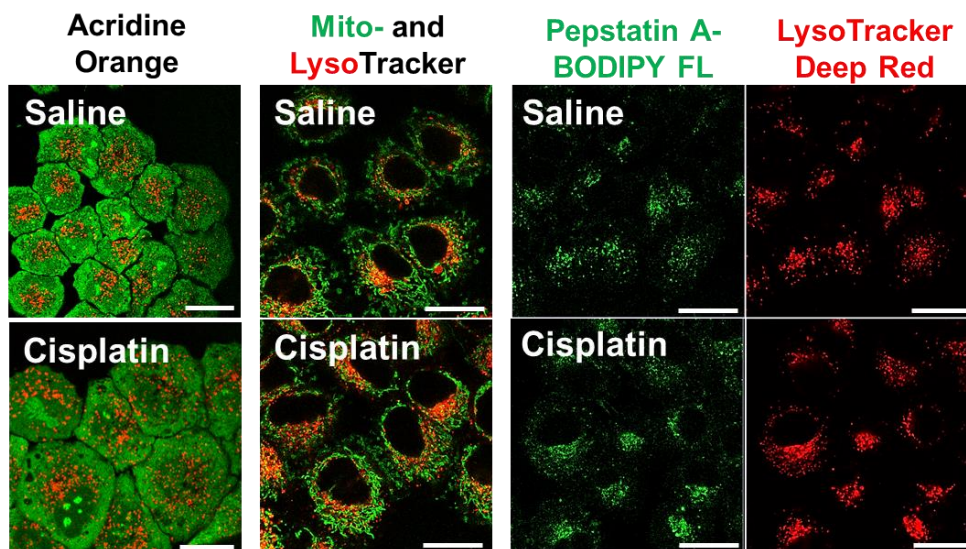 Acridine
Orange
Mito- and
LysoTracker
Pepstatin A-
BODIPY FL
LysoTracker
Deep Red
Saline
Saline
Saline
Cisplatin
Cisplatin
Cisplatin